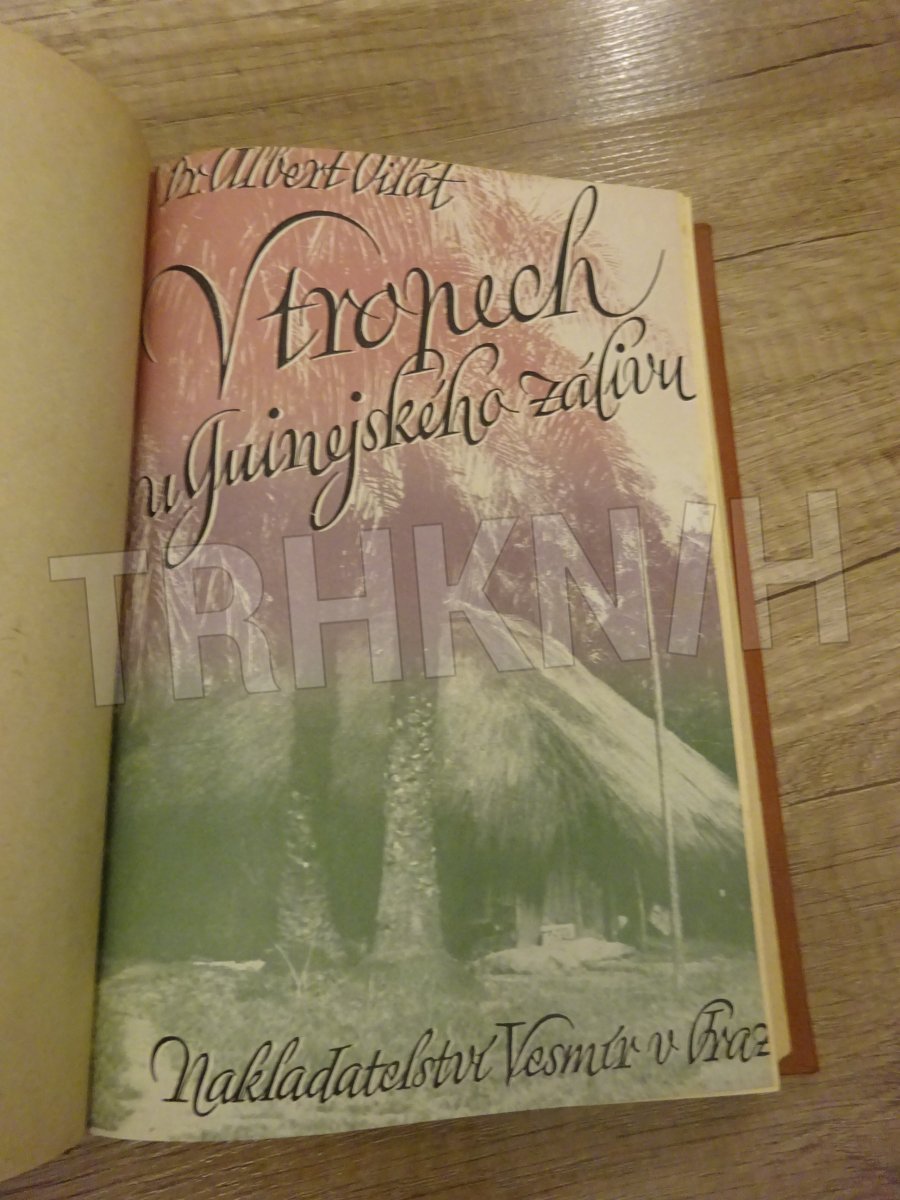 Dr Albert Vilát
V tropech
u Guinejského zálivu
TRHKNIH
Nakladatelství Vesmír v Praz